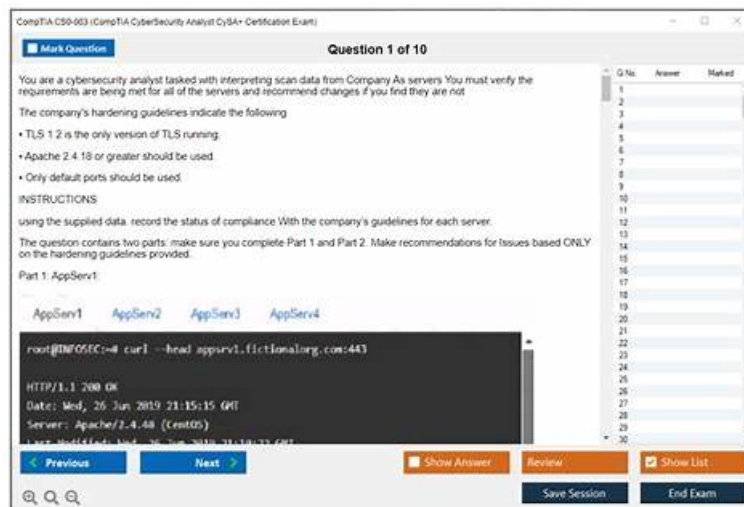 CompTIA CS0-003 (CompTIA CyberSecurity Analyst CySA+ Certification Exam)
Mark Question
Question 1 of 10
You are a cybersecurity analyst tasked with interpreting scan data from Company As servers You must verify the
requirements are being met for all of the servers and recommend changes if you find they are not
The company's hardening guidelines indicate the following
• TLS 1 2 is the only version of TLS running.
• Apache 2.4.18 or greater should be used.
• Only default ports should be used.
INSTRUCTIONS
using the supplied data. record the status of compliance With the company's guidelines for each server.
The question contains two parts: make sure you complete Part 1 and Part 2. Make recommendations for Issues based ONLY
on the hardening guidelines provided.
Part 1: AppServ1:
AppServ1 AppServ2 AppServ3 AppServ4
root@INFOSEC:~# curl --head appsrv1.fictionalorg.com:443
HTTP/1.1 200 OK
Date: Wed, 26 Jun 2019 21:15:15 GMT
Server: Apache/2.4.48 (CentOS)
Last-Modified: Wed, 26 Jun 2019 21:10:22 GMT
Q No. Answer Marked
1
2
3
4
5
6
7
8
9
10
11
12
13
14
15
16
17
18
19
20
21
22
23
24
25
26
27
28
29
30
Previous
Next
Show Answer
Review
Show List
Save Session
End Exam